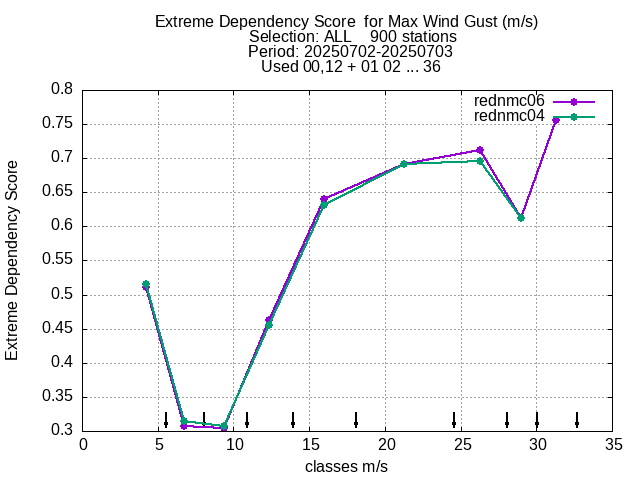 Extreme Dependency Score  for Max Wind Gust (m/s)
Selection: ALL    900 stations
Period: 20250702-20250703
Used 00,12 + 01 02 ... 36
rednmc06
rednmc04
0.8
0.75
0.7
0.65
0.6
0.55
0.5
0.45
0.4
0.35
0.3
Extreme Dependency Score
0 5 10 15 20 25 30 35
classes m/s